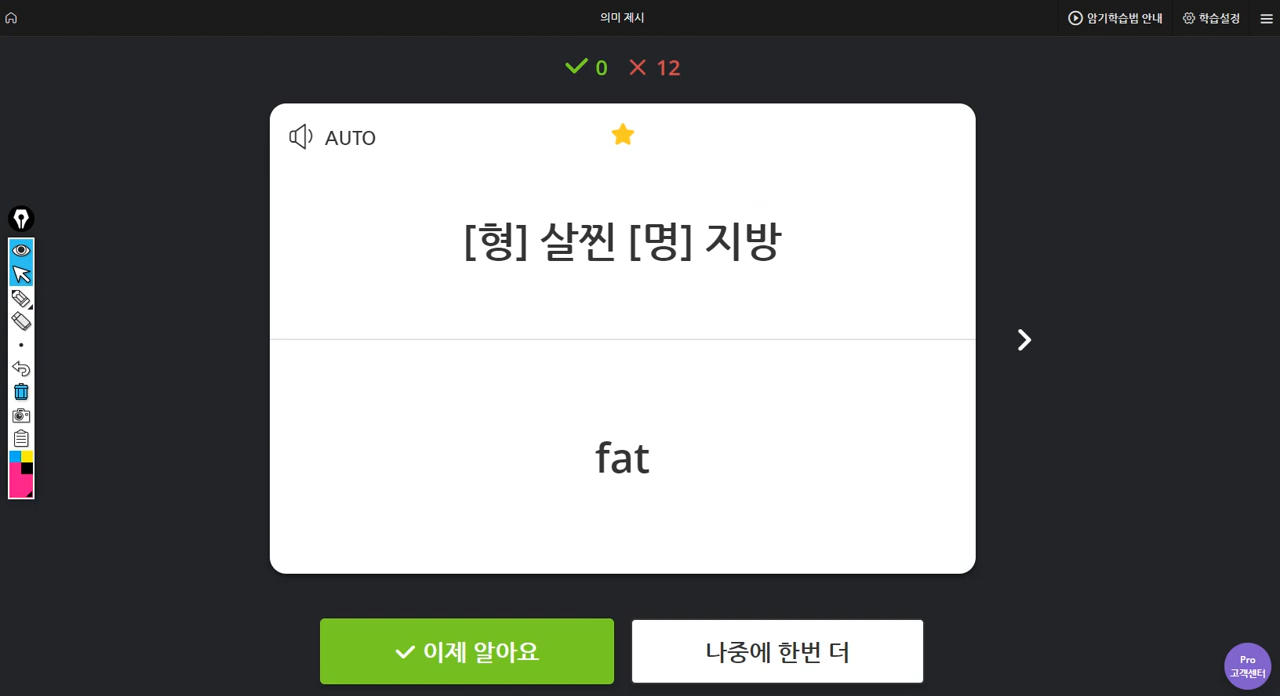 의미 제시
암기학습법 안내
학습설정
0
12
AUTO
[형] 살찐 [명] 지방
fat
이제 알아요
나중에 한번 더
Pro
고객센터